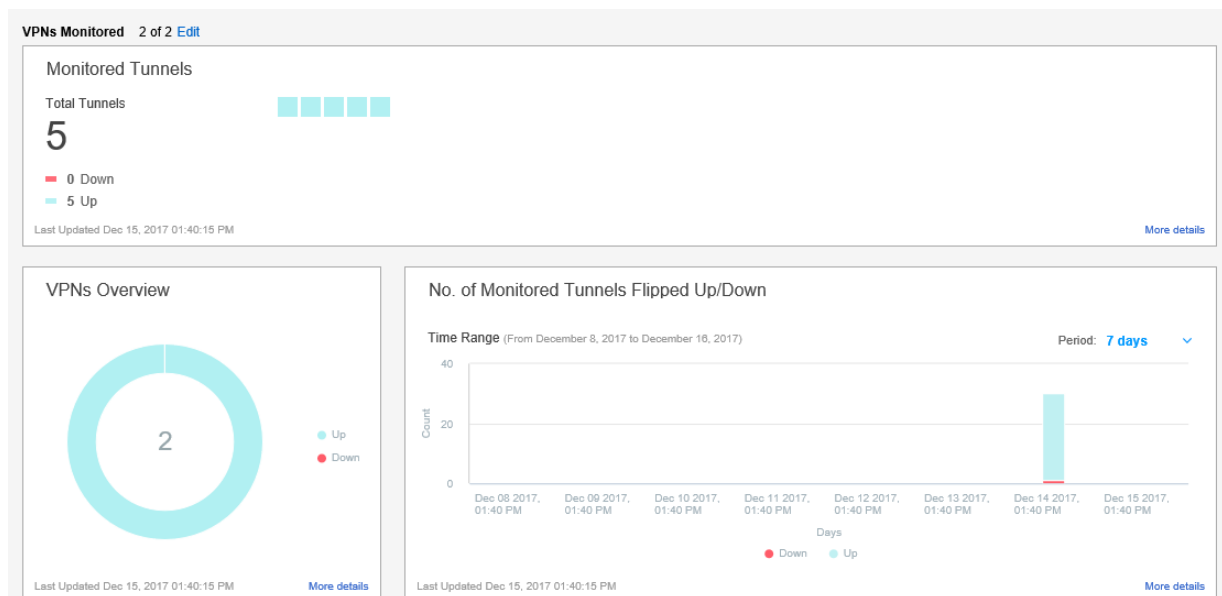 VPNs Monitored 2 of 2 Edit
Monitored Tunnels
Total Tunnels
5
0 Down
5 Up
Last Updated Dec 15, 2017 01:40:15 PM
More details
VPNs Overview
2
Up
Down
Last Updated Dec 15, 2017 01:40:15 PM
More details
No. of Monitored Tunnels Flipped Up/Down
Time Range (From December 8, 2017 to December 16, 2017)
Period: 7 days
40
20
0
Count
Dec 08 2017, 01:40 PM
Dec 09 2017, 01:40 PM
Dec 10 2017, 01:40 PM
Dec 11 2017, 01:40 PM
Dec 12 2017, 01:40 PM
Dec 13 2017, 01:40 PM
Dec 14 2017, 01:40 PM
Dec 15 2017, 01:40 PM
Days
Down Up
Last Updated Dec 15, 2017 01:40:15 PM
More details